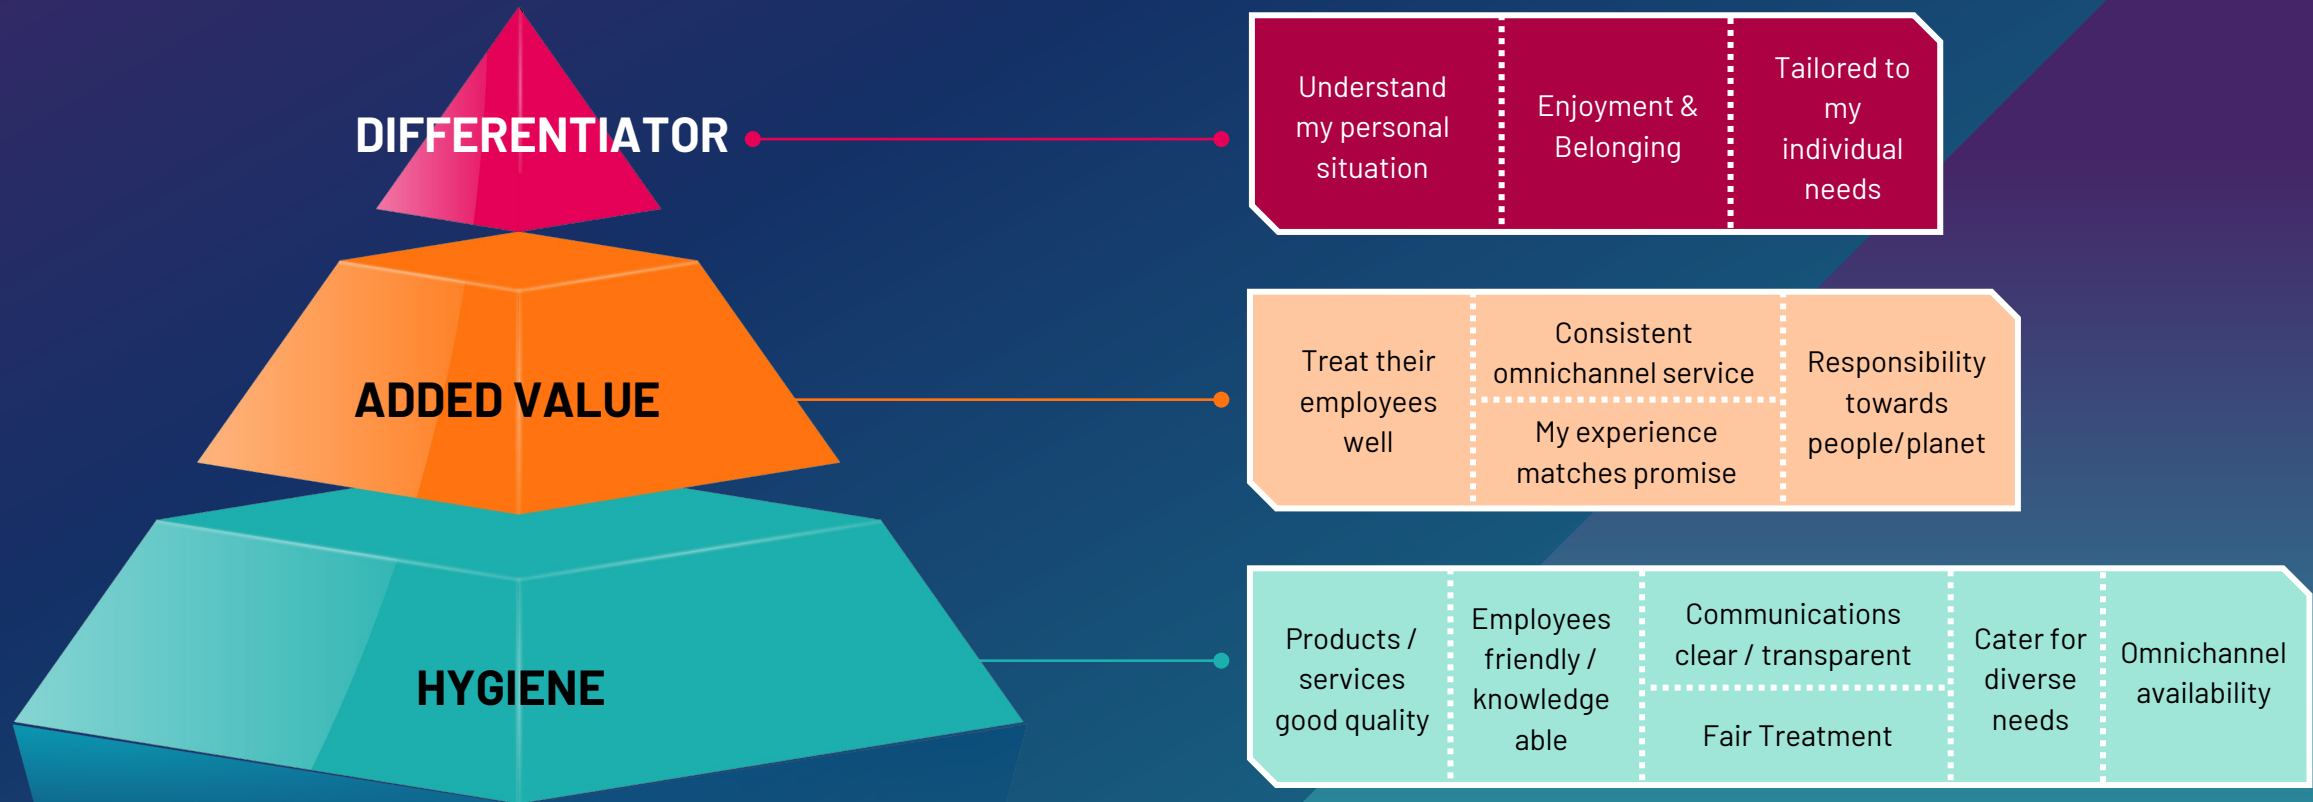 DIFFERENTIATOR
Understand
my personal
situation
Enjoyment &
Belonging
Tailored to
my
individual
needs
ADDED VALUE
Treat their
employees
well
Consistent
omnichannel service
My experience
matches promise
Responsibility
towards
people/planet
HYGIENE
Products /
services
good quality
Employees
friendly /
knowledge
able
Communications
clear / transparent
Fair Treatment
Cater for
diverse
needs
Omnichannel
availability